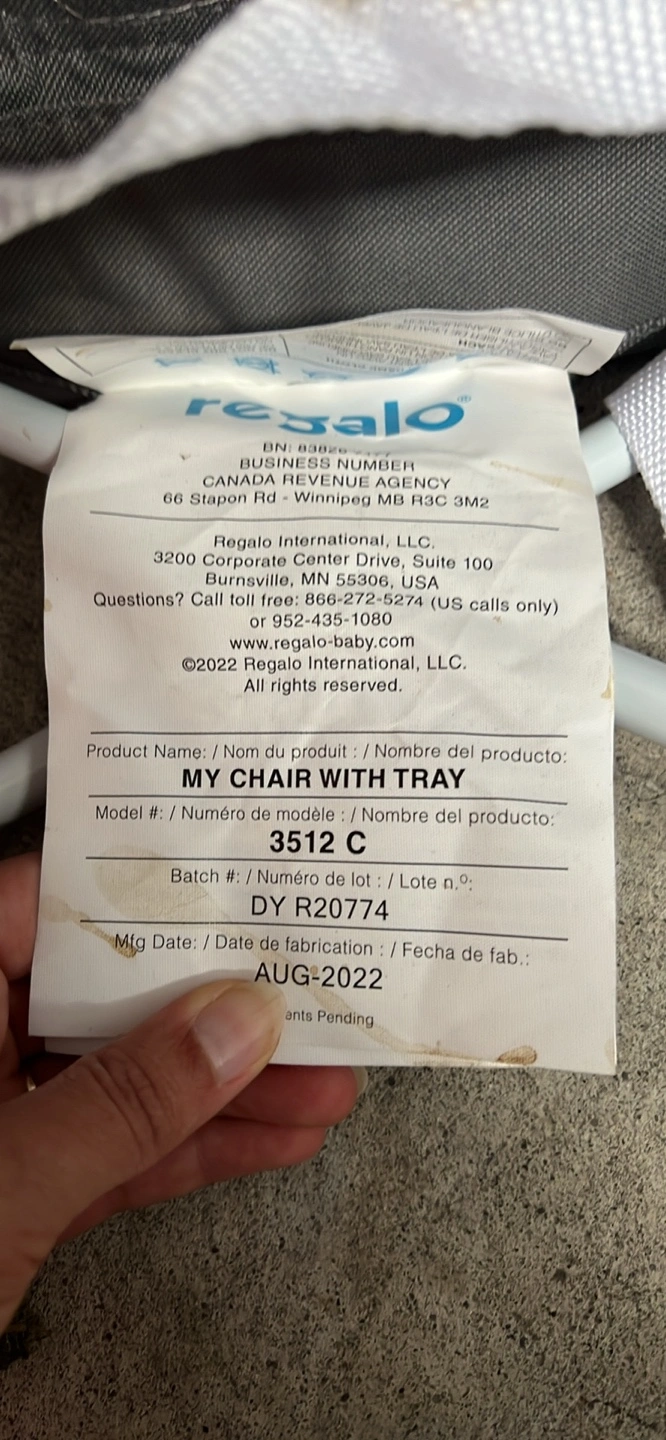 regalo®
BN: 83826
BUSINESS NUMBER
CANADA REVENUE AGENCY
66 Stapon Rd - Winnipeg MB R3C 3M2
Regalo International, LLC.
3200 Corporate Center Drive, Suite 100
Burnsville, MN 55306, USA
Questions? Call toll free: 866-272-5274 (US calls only)
or 952-435-1080
www.regalo-baby.com
©2022 Regalo International, LLC.
All rights reserved.
Product Name: / Nom du produit : / Nombre del producto:
MY CHAIR WITH TRAY
Model #: / Numéro de modèle : / Nombre del producto:
3512 C
Batch #: / Numéro de lot : / Lote n.º:
DY R20774
Mfg Date: / Date de fabrication : / Fecha de fab.:
AUG-2022
ents Pending